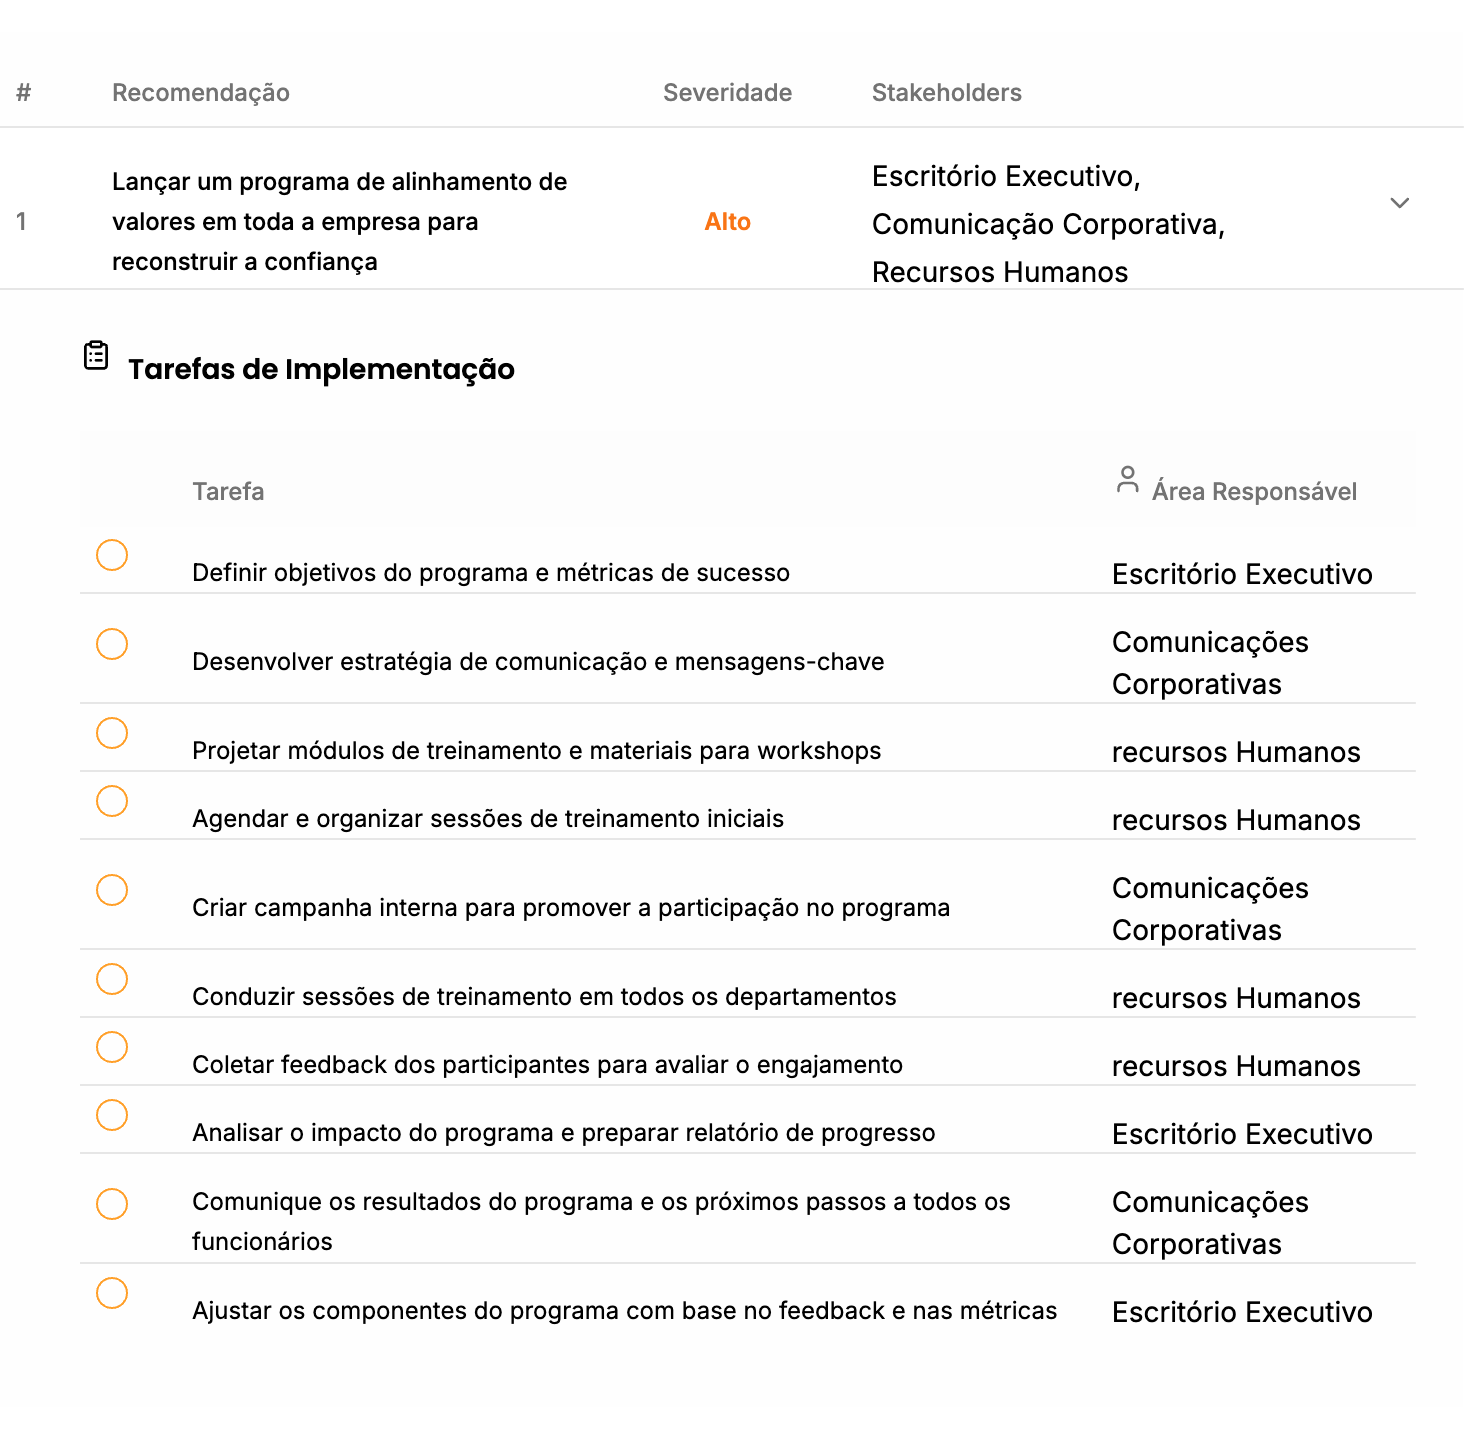 # Recomendação Severidade Stakeholders
Lançar um programa de alinhamento de
valores em toda a empresa para
reconstruir a confiança
1
Alto
Escritório Executivo,
Comunicação Corporativa,
Recursos Humanos
Tarefas de Implementação
Tarefa Área Responsável
Definir objetivos do programa e métricas de sucesso Escritório Executivo
Desenvolver estratégia de comunicação e mensagens-chave
Comunicações
Corporativas
Projetar módulos de treinamento e materiais para workshops recursos Humanos
Agendar e organizar sessões de treinamento iniciais recursos Humanos
Criar campanha interna para promover a participação no programa
Comunicações
Corporativas
Conduzir sessões de treinamento em todos os departamentos recursos Humanos
Coletar feedback dos participantes para avaliar o engajamento recursos Humanos
Analisar o impacto do programa e preparar relatório de progresso Escritório Executivo
Comunique os resultados do programa e os próximos passos a todos os
funcionários
Comunicações
Corporativas
Ajustar os componentes do programa com base no feedback e nas métricas Escritório Executivo